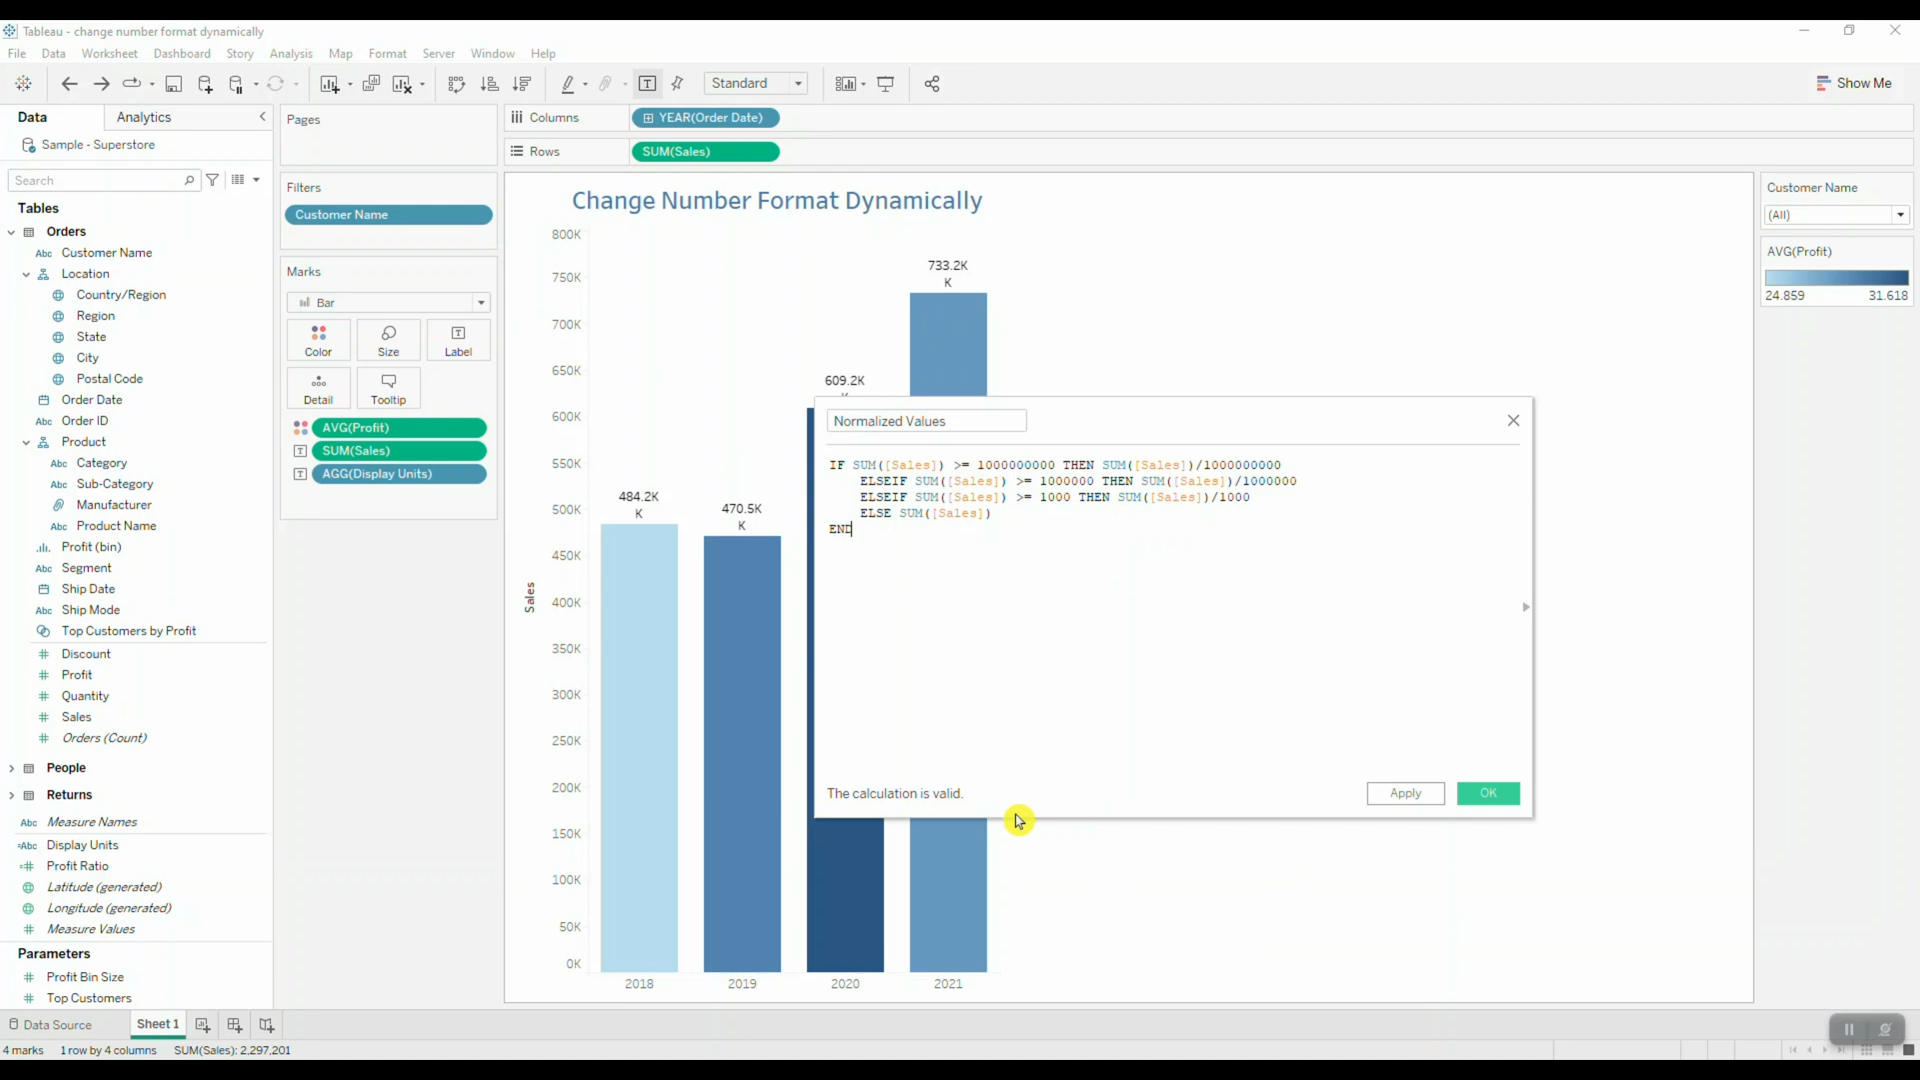 Tableau - change number format dynamically
File Data Worksheet Dashboard Story Analysis Map Format Server Window Help
Standard
Show Me
Data Analytics
Sample - Superstore
Search
Tables
Orders
Abc Customer Name
Location
Country/Region
Region
State
City
Postal Code
Order Date
Abc Order ID
Product
Abc Category
Abc Sub-Category
Manufacturer
Abc Product Name
Profit (bin)
Abc Segment
Ship Date
Abc Ship Mode
Top Customers by Profit
# Discount
# Profit
# Quantity
# Sales
# Orders (Count)
People
Returns
Abc Measure Names
=Abc Display Units
=# Profit Ratio
Latitude (generated)
Longitude (generated)
# Measure Values
Parameters
# Profit Bin Size
# Top Customers
Pages
Filters
Customer Name
Marks
Bar
Color Size Label
Detail Tooltip
AVG(Profit)
SUM(Sales)
AGG(Display Units)
Columns YEAR(Order Date)
Rows SUM(Sales)
Change Number Format Dynamically
Sales
800K
750K
700K
650K
600K
550K
500K
450K
400K
350K
300K
250K
200K
150K
100K
50K
0K
484.2K
K
470.5K
K
609.2K
733.2K
K
2018 2019 2020 2021
Normalized Values
IF SUM([Sales]) >= 1000000000 THEN SUM([Sales])/1000000000
ELSEIF SUM([Sales]) >= 1000000 THEN SUM([Sales])/1000000
ELSEIF SUM([Sales]) >= 1000 THEN SUM([Sales])/1000
ELSE SUM([Sales])
END
The calculation is valid.
Apply OK
Customer Name
(All)
AVG(Profit)
24.859 31.618
Data Source Sheet 1
4 marks 1 row by 4 columns SUM(Sales): 2,297,201